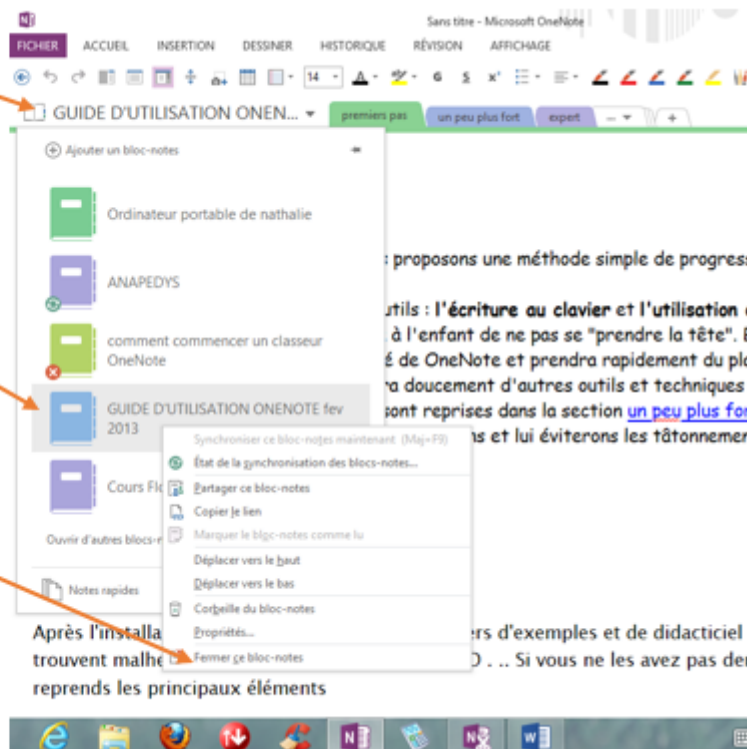 Sans titre - Microsoft OneNote
FICHIER ACCUEIL INSERTION DESSINER HISTORIQUE RÉVISION AFFICHAGE
14 A G S x'
GUIDE D'UTILISATION ONEN... premiers pas un peu plus fort expert
Ajouter un bloc-notes
Ordinateur portable de nathalie
proposons une méthode simple de progress
ANAPEDYS
utils : l'écriture au clavier et l'utilisation
à l'enfant de ne pas se "prendre la tête".
comment commencer un classeur
OneNote
de OneNote et prendra rapidement du pla
doucement d'autres outils et techniques
GUIDE D'UTILISATION ONENOTE fev
2013
sont reprises dans la section un peu plus for
Synchroniser ce bloc-notes maintenant (Maj+F9)
ns et lui éviterons les tâtonnemer
État de la synchronisation des blocs-notes...
Cours Flo
Partager ce bloc-notes
Copier le lien
Ouvrir d'autres blocs-n
Marquer le bloc-notes comme lu
Déplacer vers le haut
Déplacer vers le bas
Notes rapides
Corbeille du bloc-notes
Propriétés...
Fermer ce bloc-notes
Après l'installa ers d'exemples et de didacticiel
trouvent malhe O . .. Si vous ne les avez pas der
reprends les principaux éléments